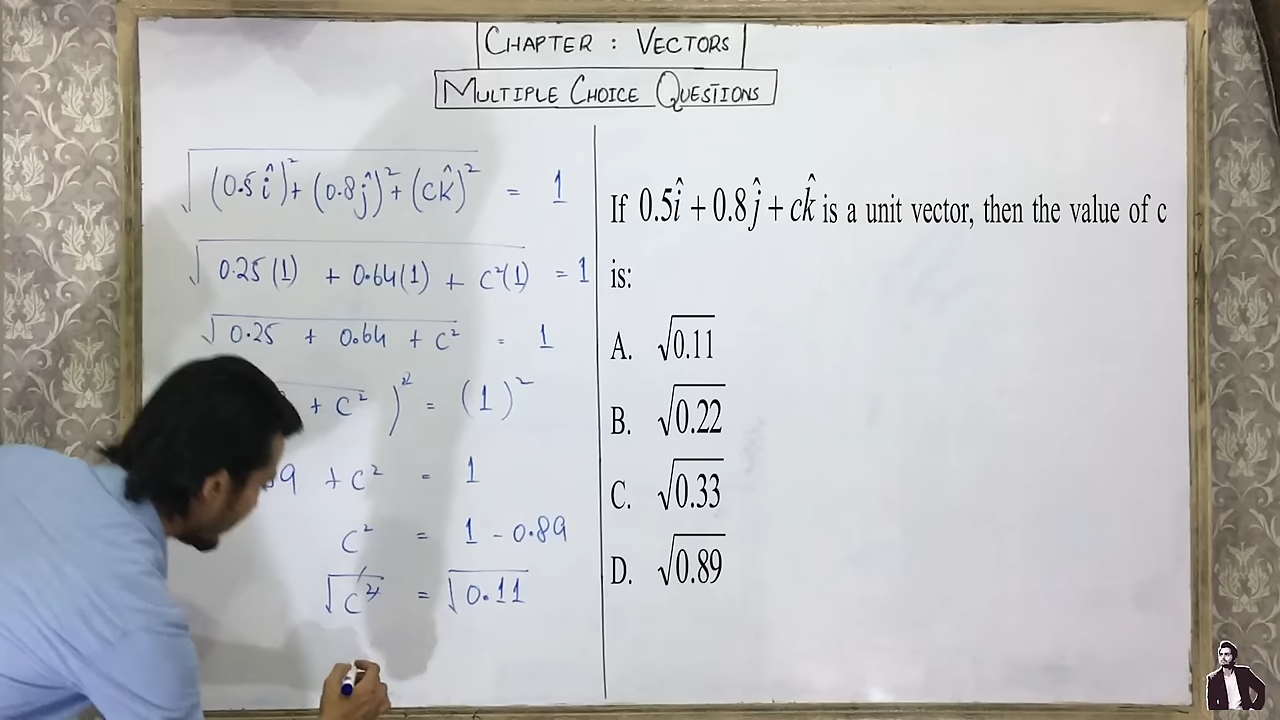 CHAPTER : VECTORS
MULTIPLE CHOICE QUESTIONS
√((0.5î)² + (0.8ĵ)² + (ck̂)²) = 1
√(0.25(1) + 0.64(1) + c²(1)) = 1
√(0.25 + 0.64 + c²) = 1
+ c² )² = (1)²
9 + c² = 1
c² = 1 - 0.89
√c² = √0.11
If 0.5î + 0.8ĵ + ck̂ is a unit vector, then the value of c
is:
A. √0.11
B. √0.22
C. √0.33
D. √0.89